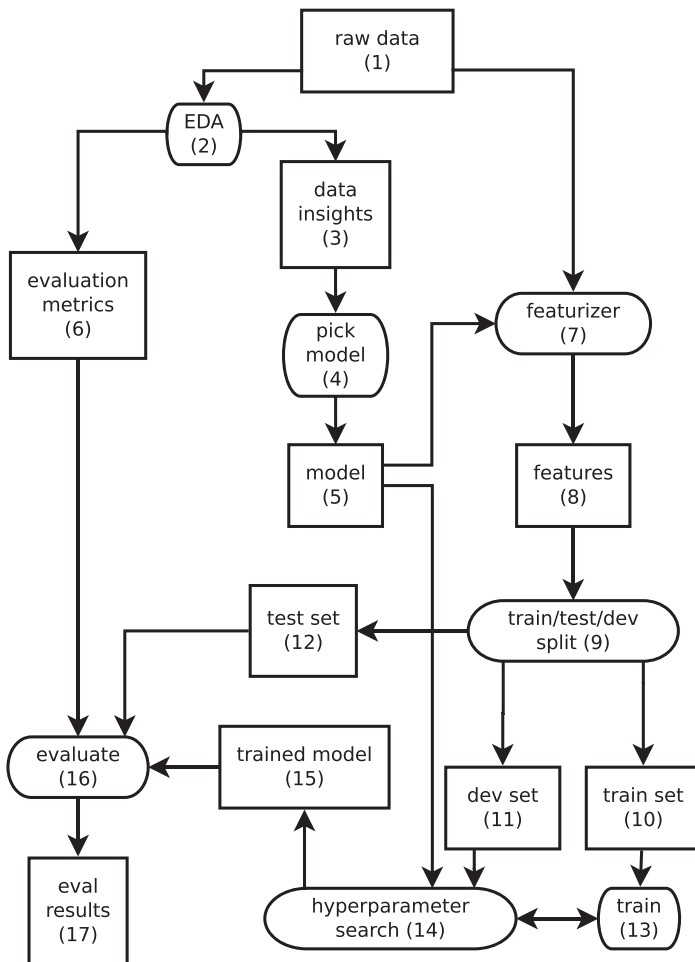 raw data
(1)
EDA
(2)
data
insights
(3)
evaluation
metrics
(6)
featurizer
(7)
pick
model
(4)
model
(5)
features
(8)
test set
(12)
train/test/dev
split (9)
evaluate
(16)
trained model
(15)
dev set
(11)
train set
(10)
eval
results
(17)
hyperparameter
search (14)
train
(13)